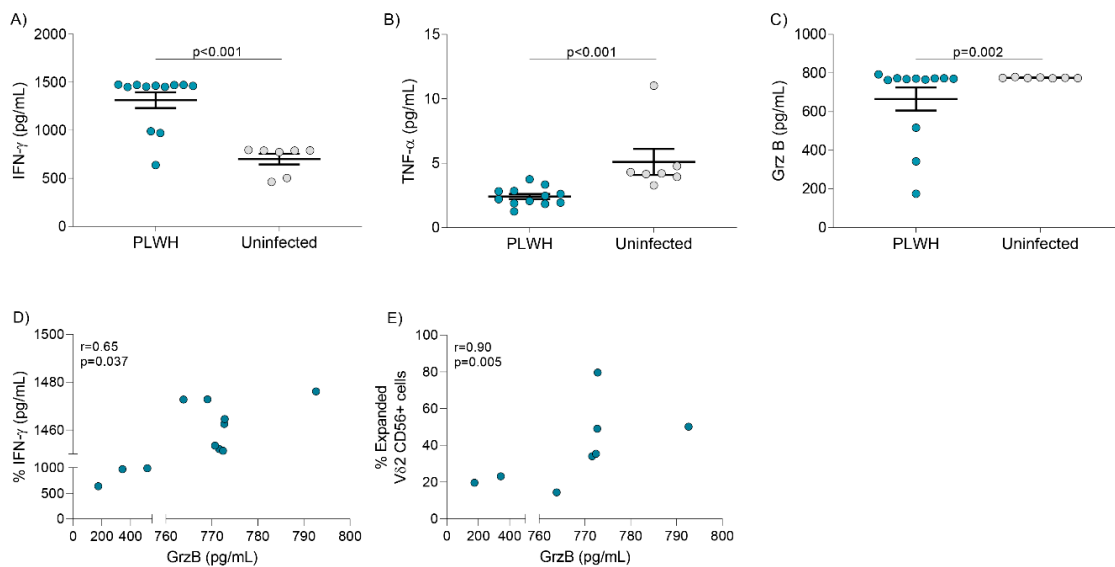 A)
IFN-γ (pg/mL)
2000
1500
1000
500
0
p<0.001
PLWH
Uninfected
B)
TNF-α (pg/mL)
15
10
5
0
p<0.001
PLWH
Uninfected
C)
Grz B (pg/mL)
1000
800
600
400
200
0
p=0.002
PLWH
Uninfected
D)
% IFN-γ (pg/mL)
1500
1480
1460
1000
500
0
r=0.65
p=0.037
0 200 400 760 770 780 790 800
GrzB (pg/mL)
E)
% Expanded
Vδ2 CD56+ cells
100
80
60
40
20
0
r=0.90
p=0.005
0 200 400 760 770 780 790 800
GrzB (pg/mL)